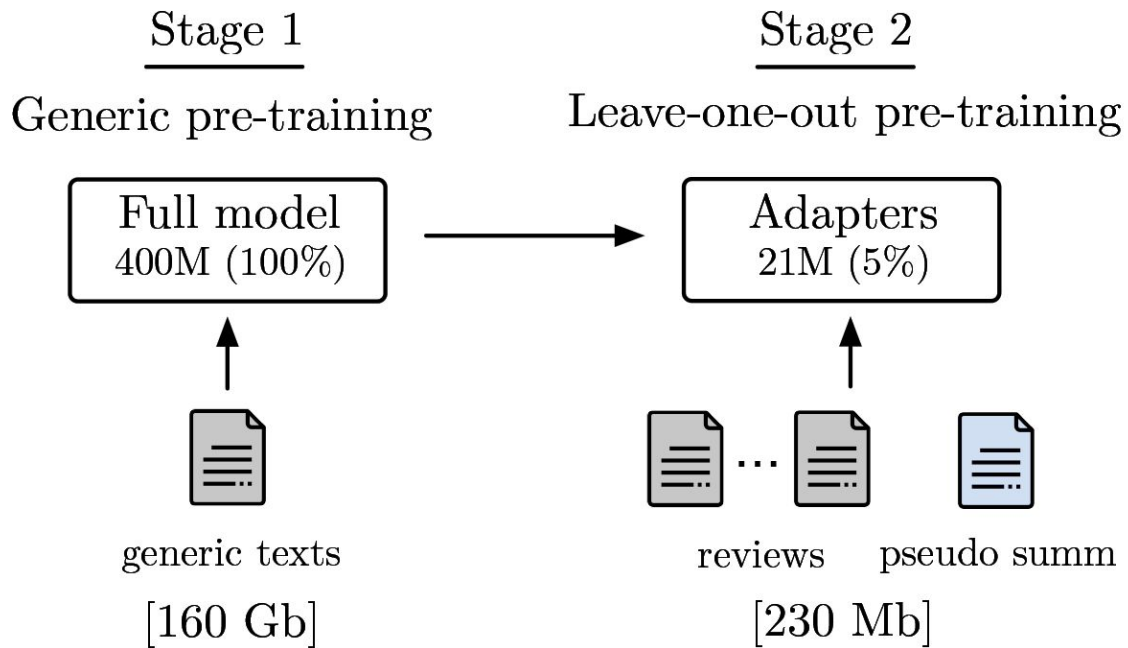 Stage 1
Generic pre-training
Full model
400M (100%)
generic texts
[160 Gb]
Stage 2
Leave-one-out pre-training
Adapters
21M (5%)
...
reviews
pseudo summ
[230 Mb]